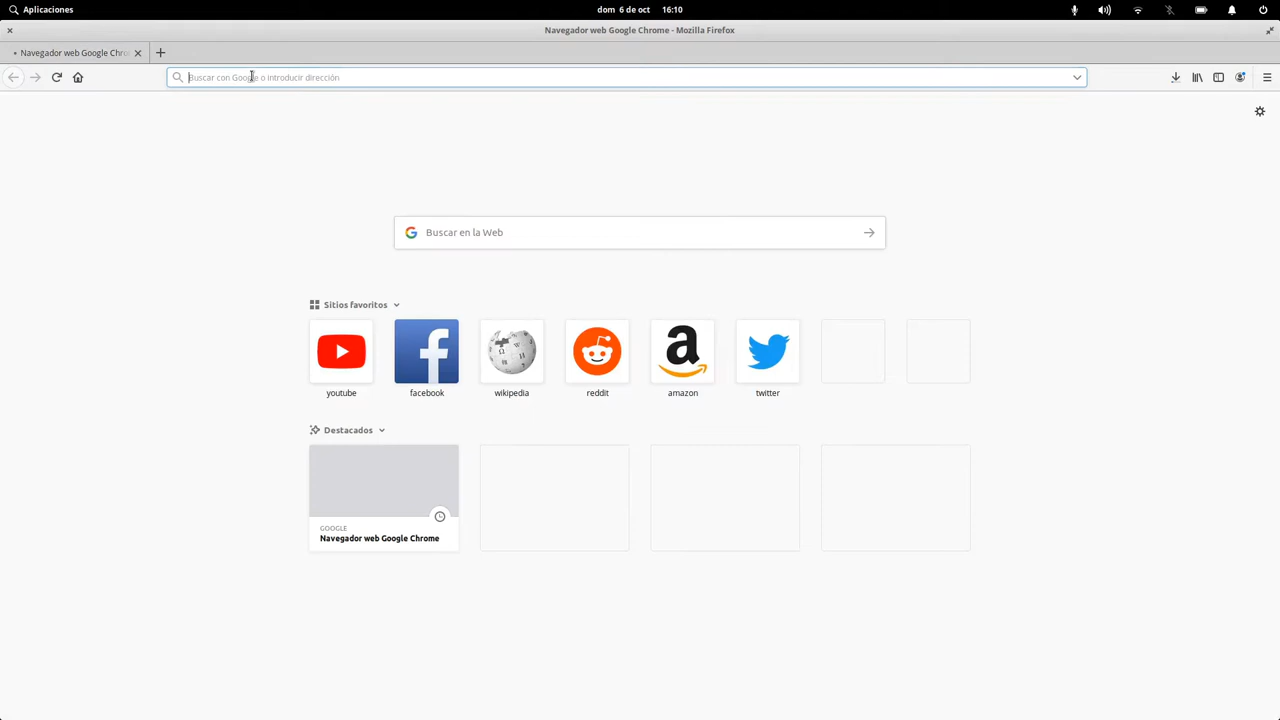 Aplicaciones
dom 6 de oct 16:10
Navegador web Google Chrome - Mozilla Firefox
Navegador web Google Chro
Buscar con Google o introducir dirección
Buscar en la Web
Sitios favoritos
youtube facebook wikipedia reddit amazon twitter
Destacados
GOOGLE
Navegador web Google Chrome